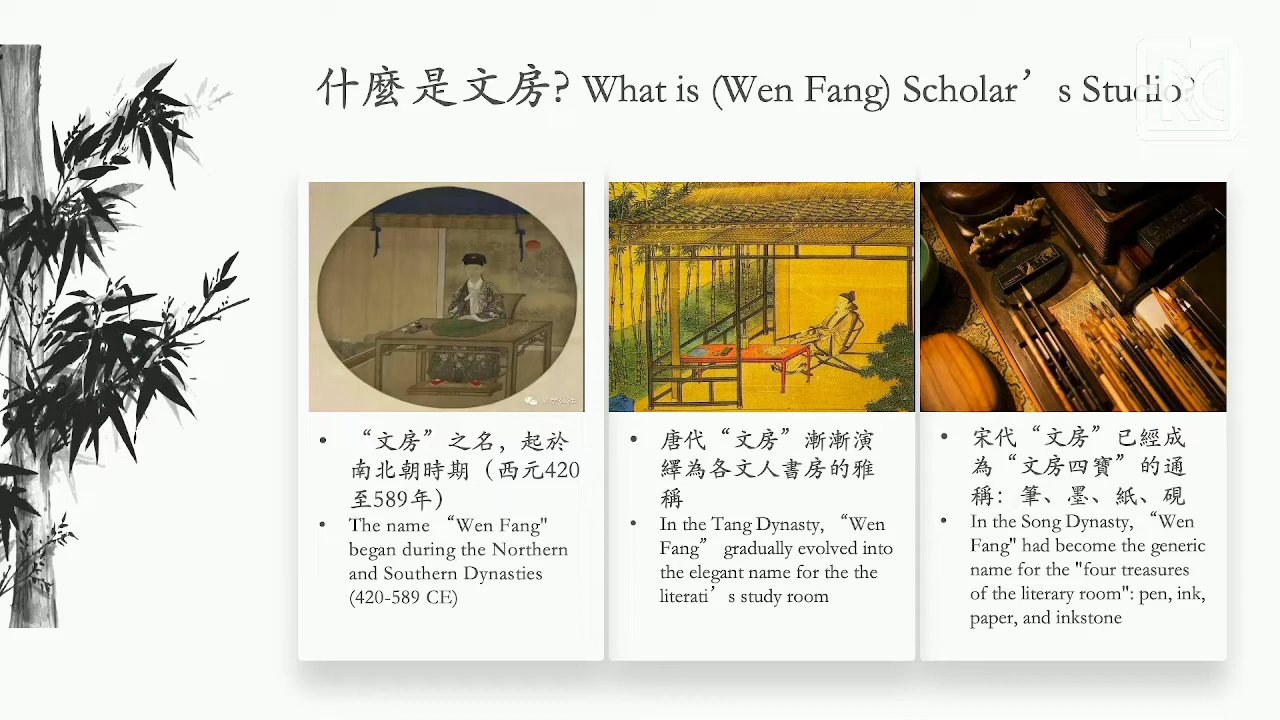 什麼是文房? What is (Wen Fang) Scholar’s Studio?
• “文房”之名，起於
南北朝時期（西元420
至589年）
• The name “Wen Fang"
began during the Northern
and Southern Dynasties
(420-589 CE)
• 唐代“文房”漸漸演
繹為各文人書房的雅
稱
• In the Tang Dynasty, “Wen
Fang” gradually evolved into
the elegant name for the the
literati’s study room
• 宋代“文房”已經成
為“文房四寶”的通
稱：筆、墨、紙、硯
• In the Song Dynasty, “Wen
Fang" had become the generic
name for the "four treasures
of the literary room": pen, ink,
paper, and inkstone